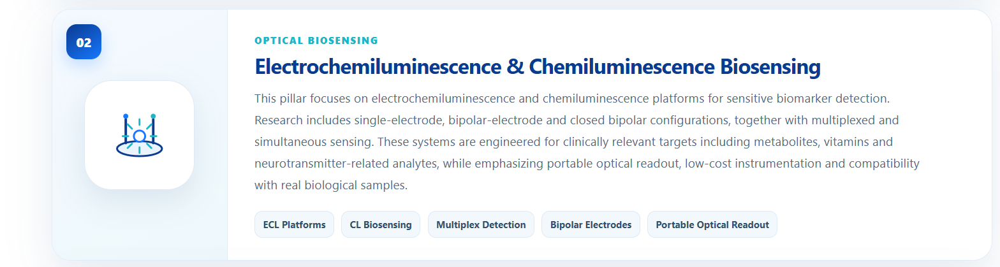 02
OPTICAL BIOSENSING
Electrochemiluminescence & Chemiluminescence Biosensing
This pillar focuses on electrochemiluminescence and chemiluminescence platforms for sensitive biomarker detection.
Research includes single-electrode, bipolar-electrode and closed bipolar configurations, together with multiplexed and
simultaneous sensing. These systems are engineered for clinically relevant targets including metabolites, vitamins and
neurotransmitter-related analytes, while emphasizing portable optical readout, low-cost instrumentation and compatibility
with real biological samples.
ECL Platforms
CL Biosensing
Multiplex Detection
Bipolar Electrodes
Portable Optical Readout